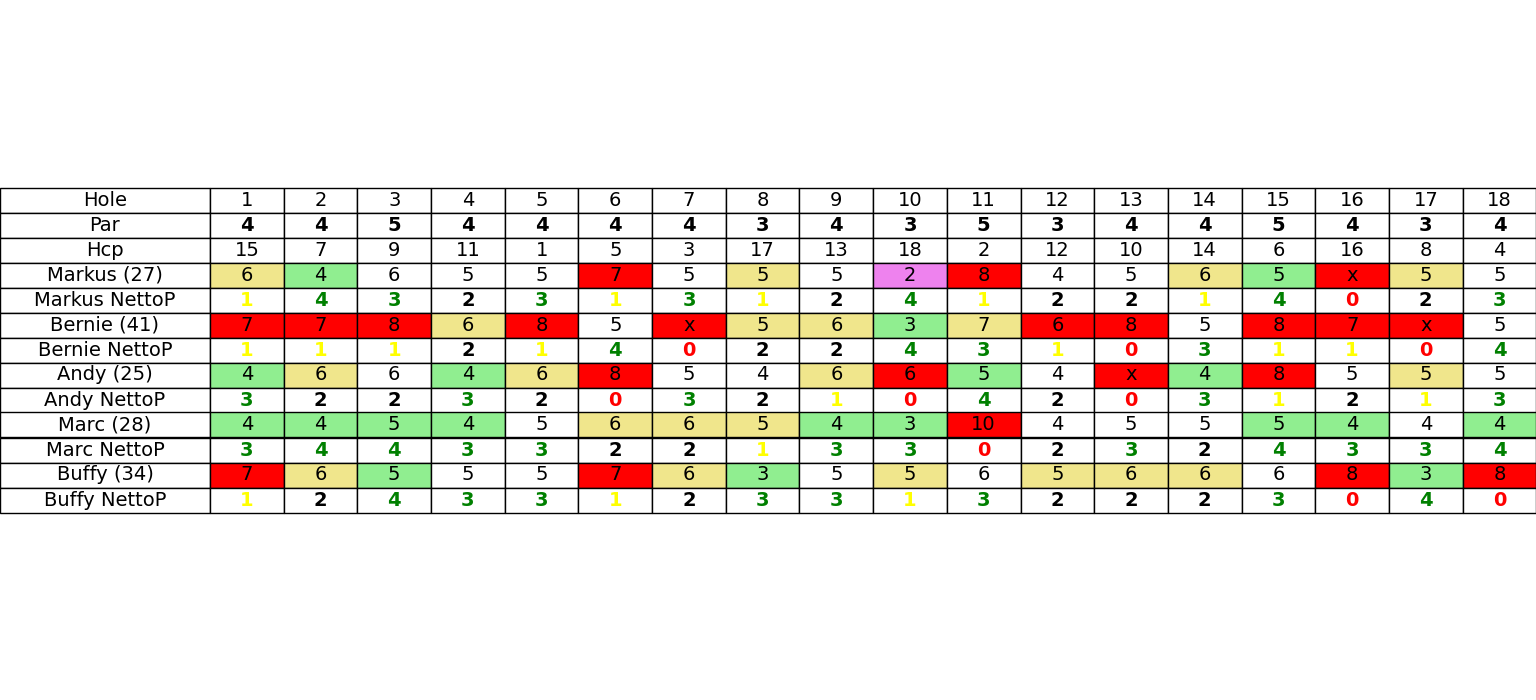 Hole 1 2 3 4 5 6 7 8 9 10 11 12 13 14 15 16 17 18
Par 4 4 5 4 4 4 4 3 4 3 5 3 4 4 5 4 3 4
Hcp 15 7 9 11 1 5 3 17 13 18 2 12 10 14 6 16 8 4
Markus (27) 6 4 6 5 5 7 5 5 5 2 8 4 5 6 5 x 5 5
Markus NettoP 1 4 3 2 3 1 3 1 2 4 1 2 2 1 4 0 2 3
Bernie (41) 7 7 8 6 8 5 x 5 6 3 7 6 8 5 8 7 x 5
Bernie NettoP 1 1 1 2 1 4 0 2 2 4 3 1 0 3 1 1 0 4
Andy (25) 4 6 6 4 6 8 5 4 6 6 5 4 x 4 8 5 5 5
Andy NettoP 3 2 2 3 2 0 3 2 1 0 4 2 0 3 1 2 1 3
Marc (28) 4 4 5 4 5 6 6 5 4 3 10 4 5 5 5 4 4 4
Marc NettoP 3 4 4 3 3 2 2 1 3 3 0 2 3 2 4 3 3 4
Buffy (34) 7 6 5 5 5 7 6 3 5 5 6 5 6 6 6 8 3 8
Buffy NettoP 1 2 4 3 3 1 2 3 3 1 3 2 2 2 3 0 4 0